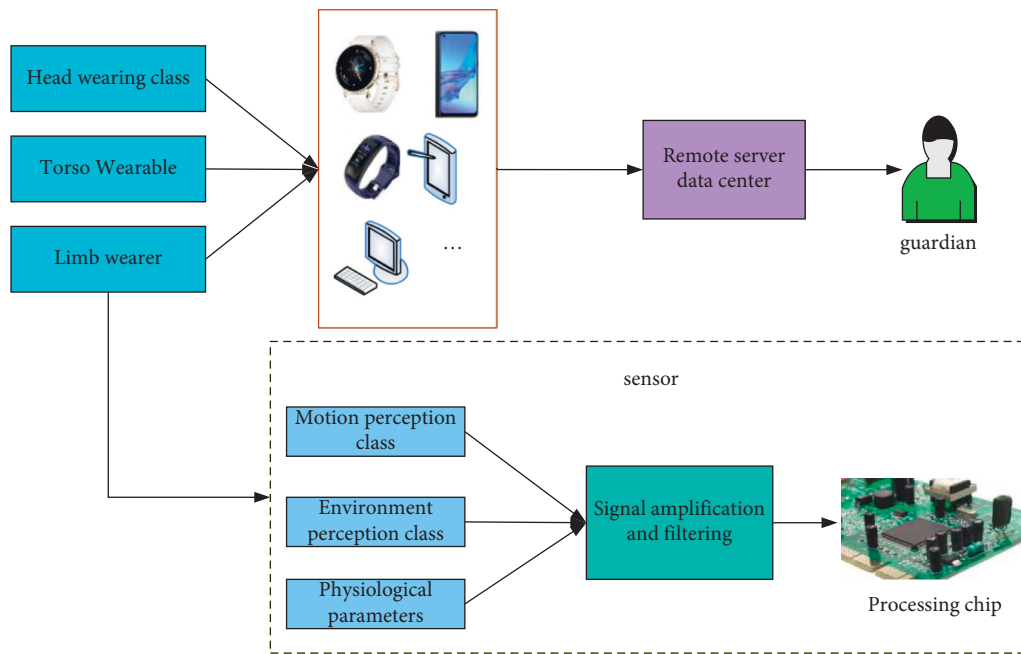 Head wearing class
Torso Wearable
Limb wearer
...
Remote server
data center
guardian
sensor
Motion perception
class
Environment
perception class
Physiological
parameters
Signal amplification
and filtering
Processing chip